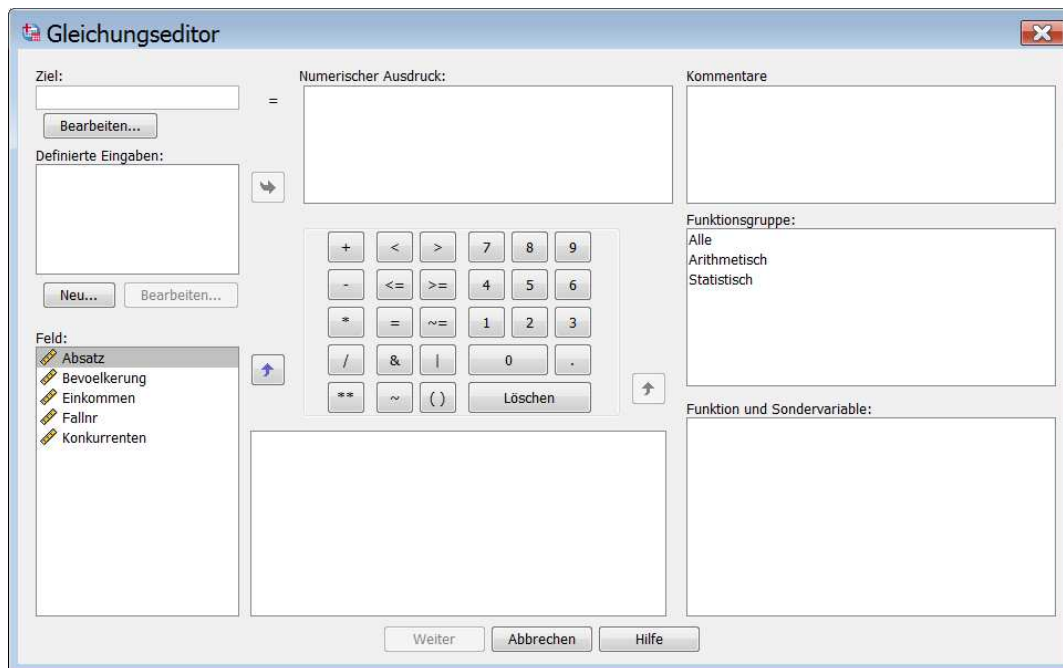 Gleichungseditor
Ziel:
=
Bearbeiten...
Definierte Eingaben:
Neu...
Bearbeiten...
Feld:
Absatz
Bevoelkerung
Einkommen
Fallnr
Konkurrenten
Numerischer Ausdruck:
+ < > 7 8 9
- <= >= 4 5 6
* = ~= 1 2 3
/ & | 0 .
** ~ ( ) Löschen
Kommentare
Funktionsgruppe:
Alle
Arithmetisch
Statistisch
Funktion und Sondervariable:
Weiter Abbrechen Hilfe